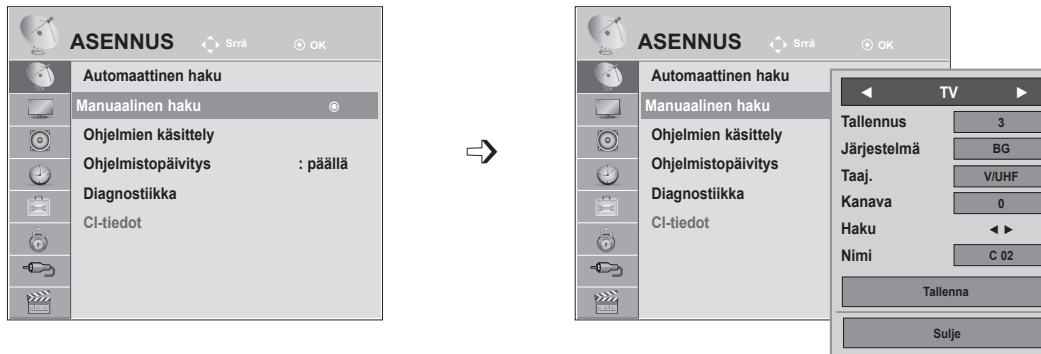 ASENNUS Srrä OK
Automaattinen haku
Manuaalinen haku
Ohjelmien käsittely
Ohjelmistopäivitys : päällä
Diagnostiikka
CI-tiedot
ASENNUS Srrä OK
Automaattinen haku
Manuaalinen haku
Ohjelmien käsittely
Ohjelmistopäivitys
Diagnostiikka
CI-tiedot
◄ TV ►
Tallennus 3
Järjestelmä BG
Taaj. V/UHF
Kanava 0
Haku ◄ ►
Nimi C 02
Tallenna
Sulje